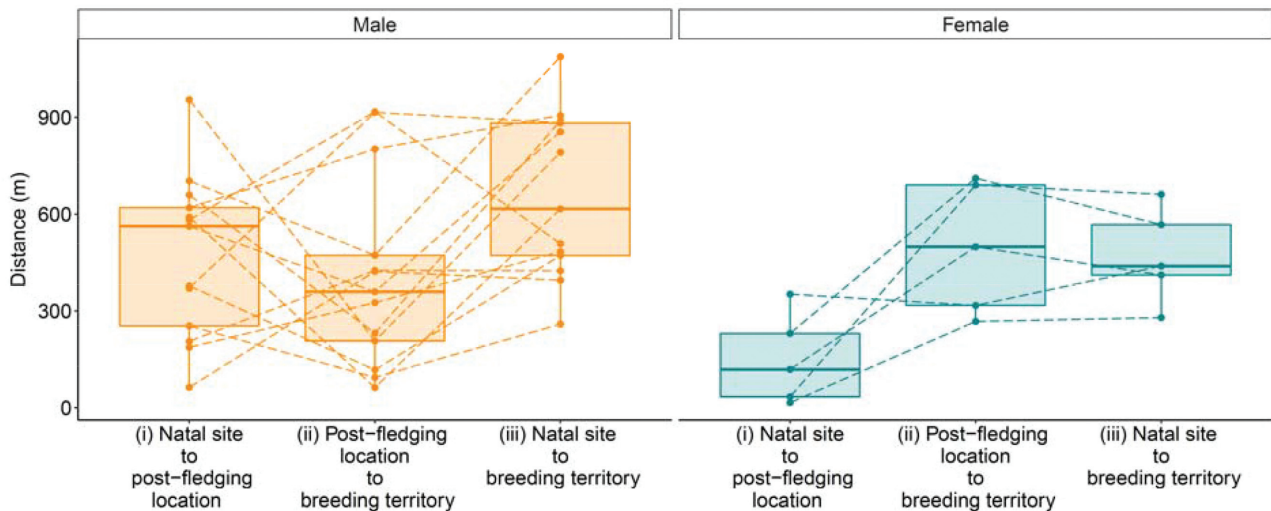 Male
Female
Distance (m)
900
600
300
0
(i) Natal site
to
post−fledging
location
(ii) Post−fledging
location
to
breeding territory
(iii) Natal site
to
breeding territory
(i) Natal site
to
post−fledging
location
(ii) Post−fledging
location
to
breeding territory
(iii) Natal site
to
breeding territory